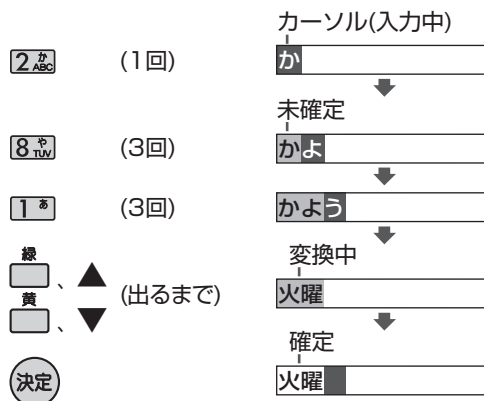 カーソル(入力中)
2 か ABC (1回) か
未確定
8 や TUV (3回) かよ
1 あ (3回) かよう
変換中
緑 、▲
黄 、▼
(出るまで)
火曜
確定
決定 火曜